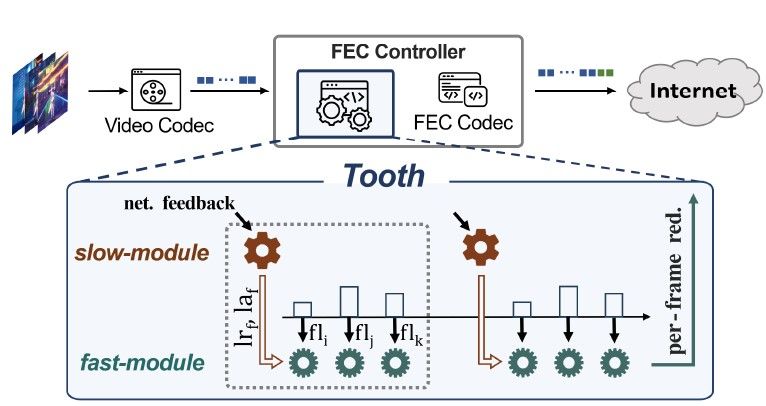 FEC Controller
Video Codec
</>
FEC Codec
</>
Internet
Tooth
net. feedback
slow-module
lr_f, la_f
fl_i
fl_j
fl_k
fast-module
per-frame red.